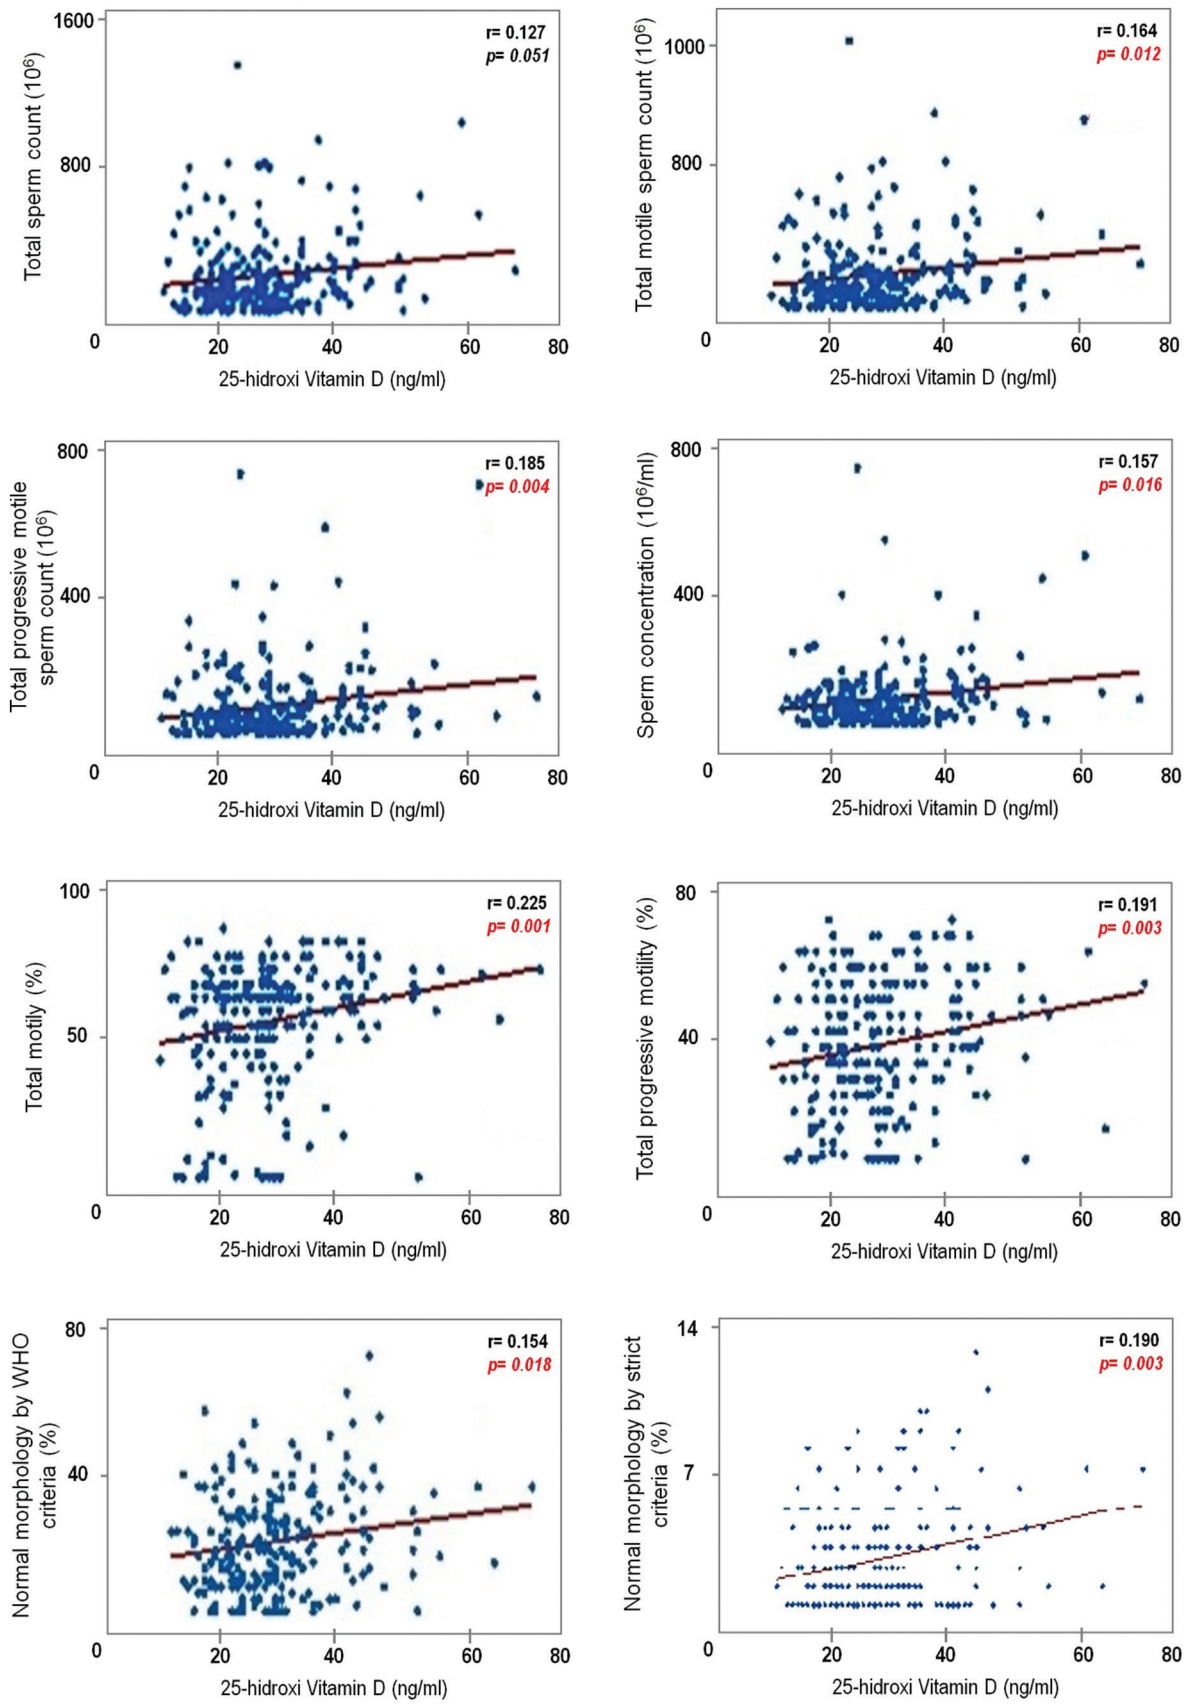 1600
800
0
Total sperm count (10⁶)
r= 0.127
p= 0.051
20 40 60 80
25-hidroxi Vitamin D (ng/ml)
1000
800
0
Total motile sperm count (10⁶)
r= 0.164
p= 0.012
20 40 60 80
25-hidroxi Vitamin D (ng/ml)
800
400
0
Total progressive motile
sperm count (10⁶)
r= 0.185
p= 0.004
20 40 60 80
25-hidroxi Vitamin D (ng/ml)
800
400
0
Sperm concentration (10⁶/ml)
r= 0.157
p= 0.016
20 40 60 80
25-hidroxi Vitamin D (ng/ml)
100
50
0
Total motily (%)
r= 0.225
p= 0.001
20 40 60 80
25-hidroxi Vitamin D (ng/ml)
80
40
0
Total progressive motility (%)
r= 0.191
p= 0.003
20 40 60 80
25-hidroxi Vitamin D (ng/ml)
80
40
0
Normal morphology by WHO
criteria (%)
r= 0.154
p= 0.018
20 40 60 80
25-hidroxi Vitamin D (ng/ml)
14
7
0
Normal morphology by strict
criteria (%)
r= 0.190
p= 0.003
20 40 60 80
25-hidroxi Vitamin D (ng/ml)